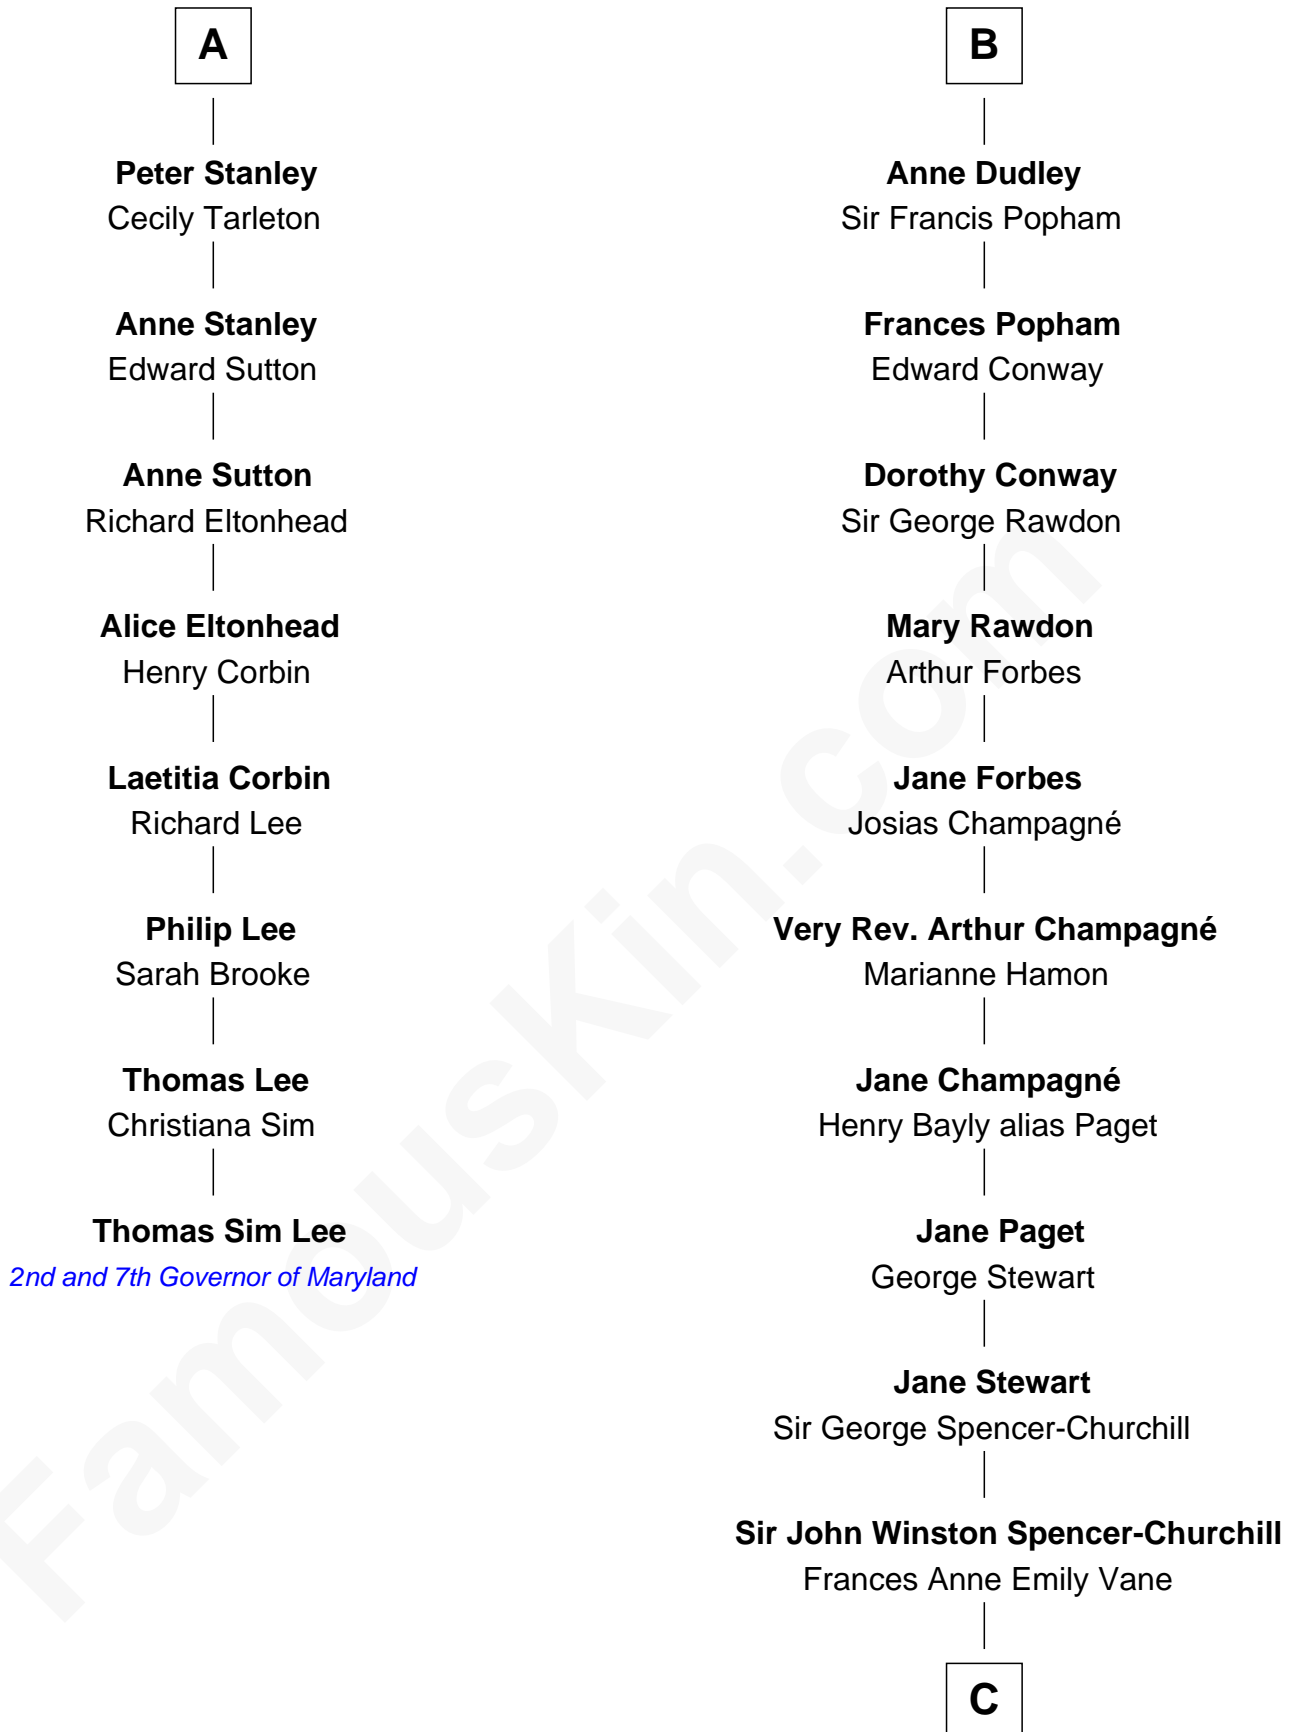 A
Peter Stanley
Cecily Tarleton
Anne Stanley
Edward Sutton
Anne Sutton
Richard Eltonhead
Alice Eltonhead
Henry Corbin
Laetitia Corbin
Richard Lee
Philip Lee
Sarah Brooke
Thomas Lee
Christiana Sim
Thomas Sim Lee
2nd and 7th Governor of Maryland
B
Anne Dudley
Sir Francis Popham
Frances Popham
Edward Conway
Dorothy Conway
Sir George Rawdon
Mary Rawdon
Arthur Forbes
Jane Forbes
Josias Champagné
Very Rev. Arthur Champagné
Marianne Hamon
Jane Champagné
Henry Bayly alias Paget
Jane Paget
George Stewart
Jane Stewart
Sir George Spencer-Churchill
Sir John Winston Spencer-Churchill
Frances Anne Emily Vane
C
FamousKin.com